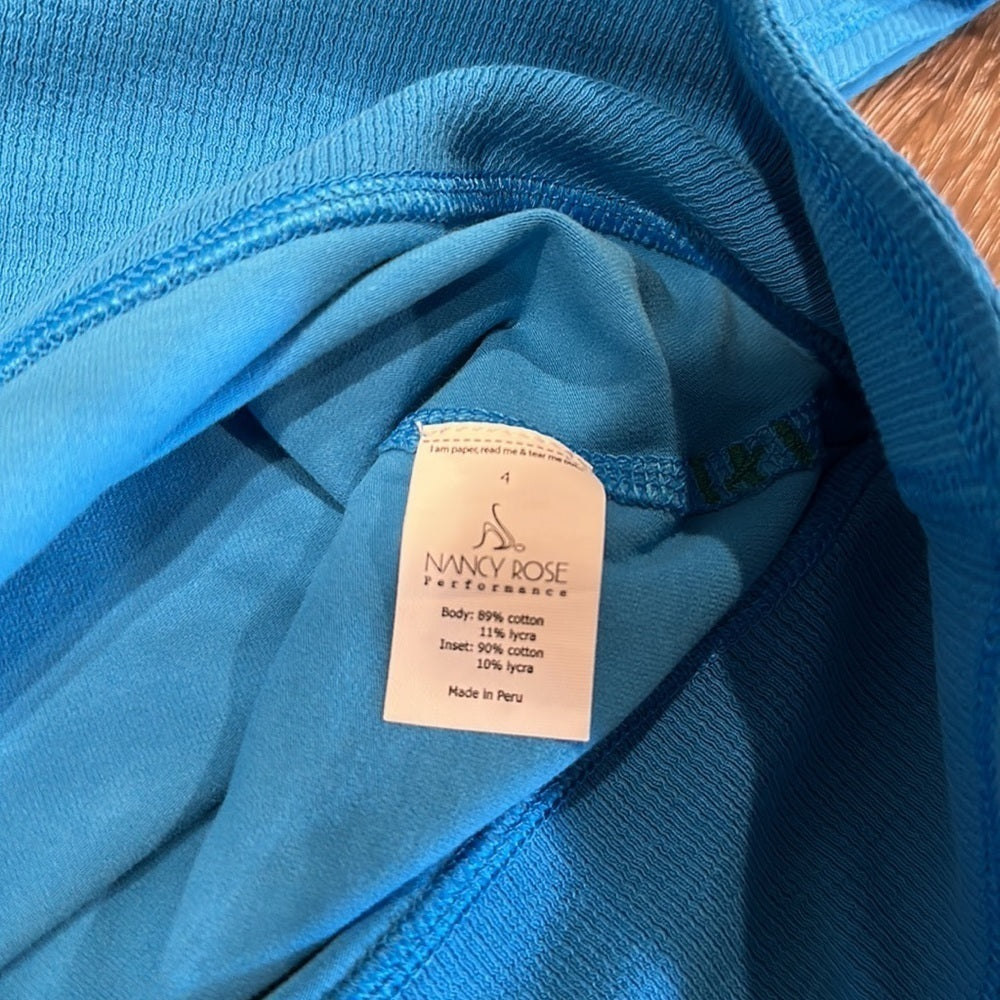 I am paper, read me & tear me
4
NANCY ROSE
Performance
Body: 89% cotton
11% lycra
Inset: 90% cotton
10% lycra
Made in Peru